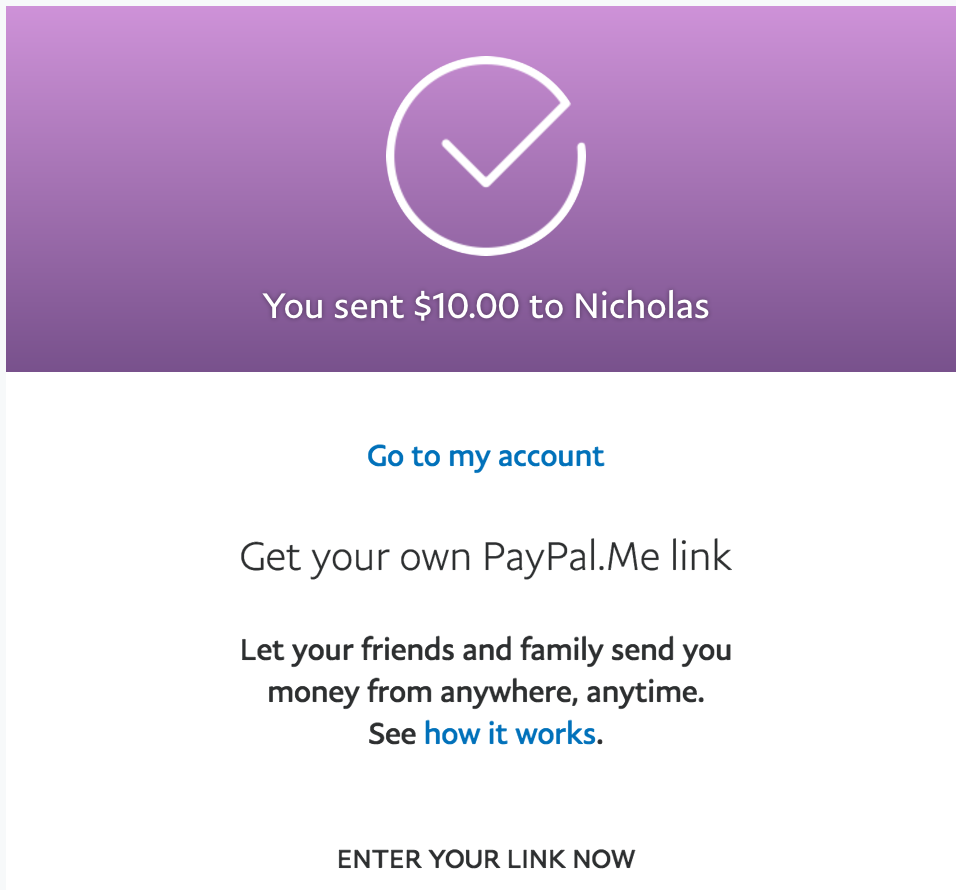 You sent $10.00 to Nicholas
Go to my account
Get your own PayPal.Me link
Let your friends and family send you
money from anywhere, anytime.
See how it works.
ENTER YOUR LINK NOW